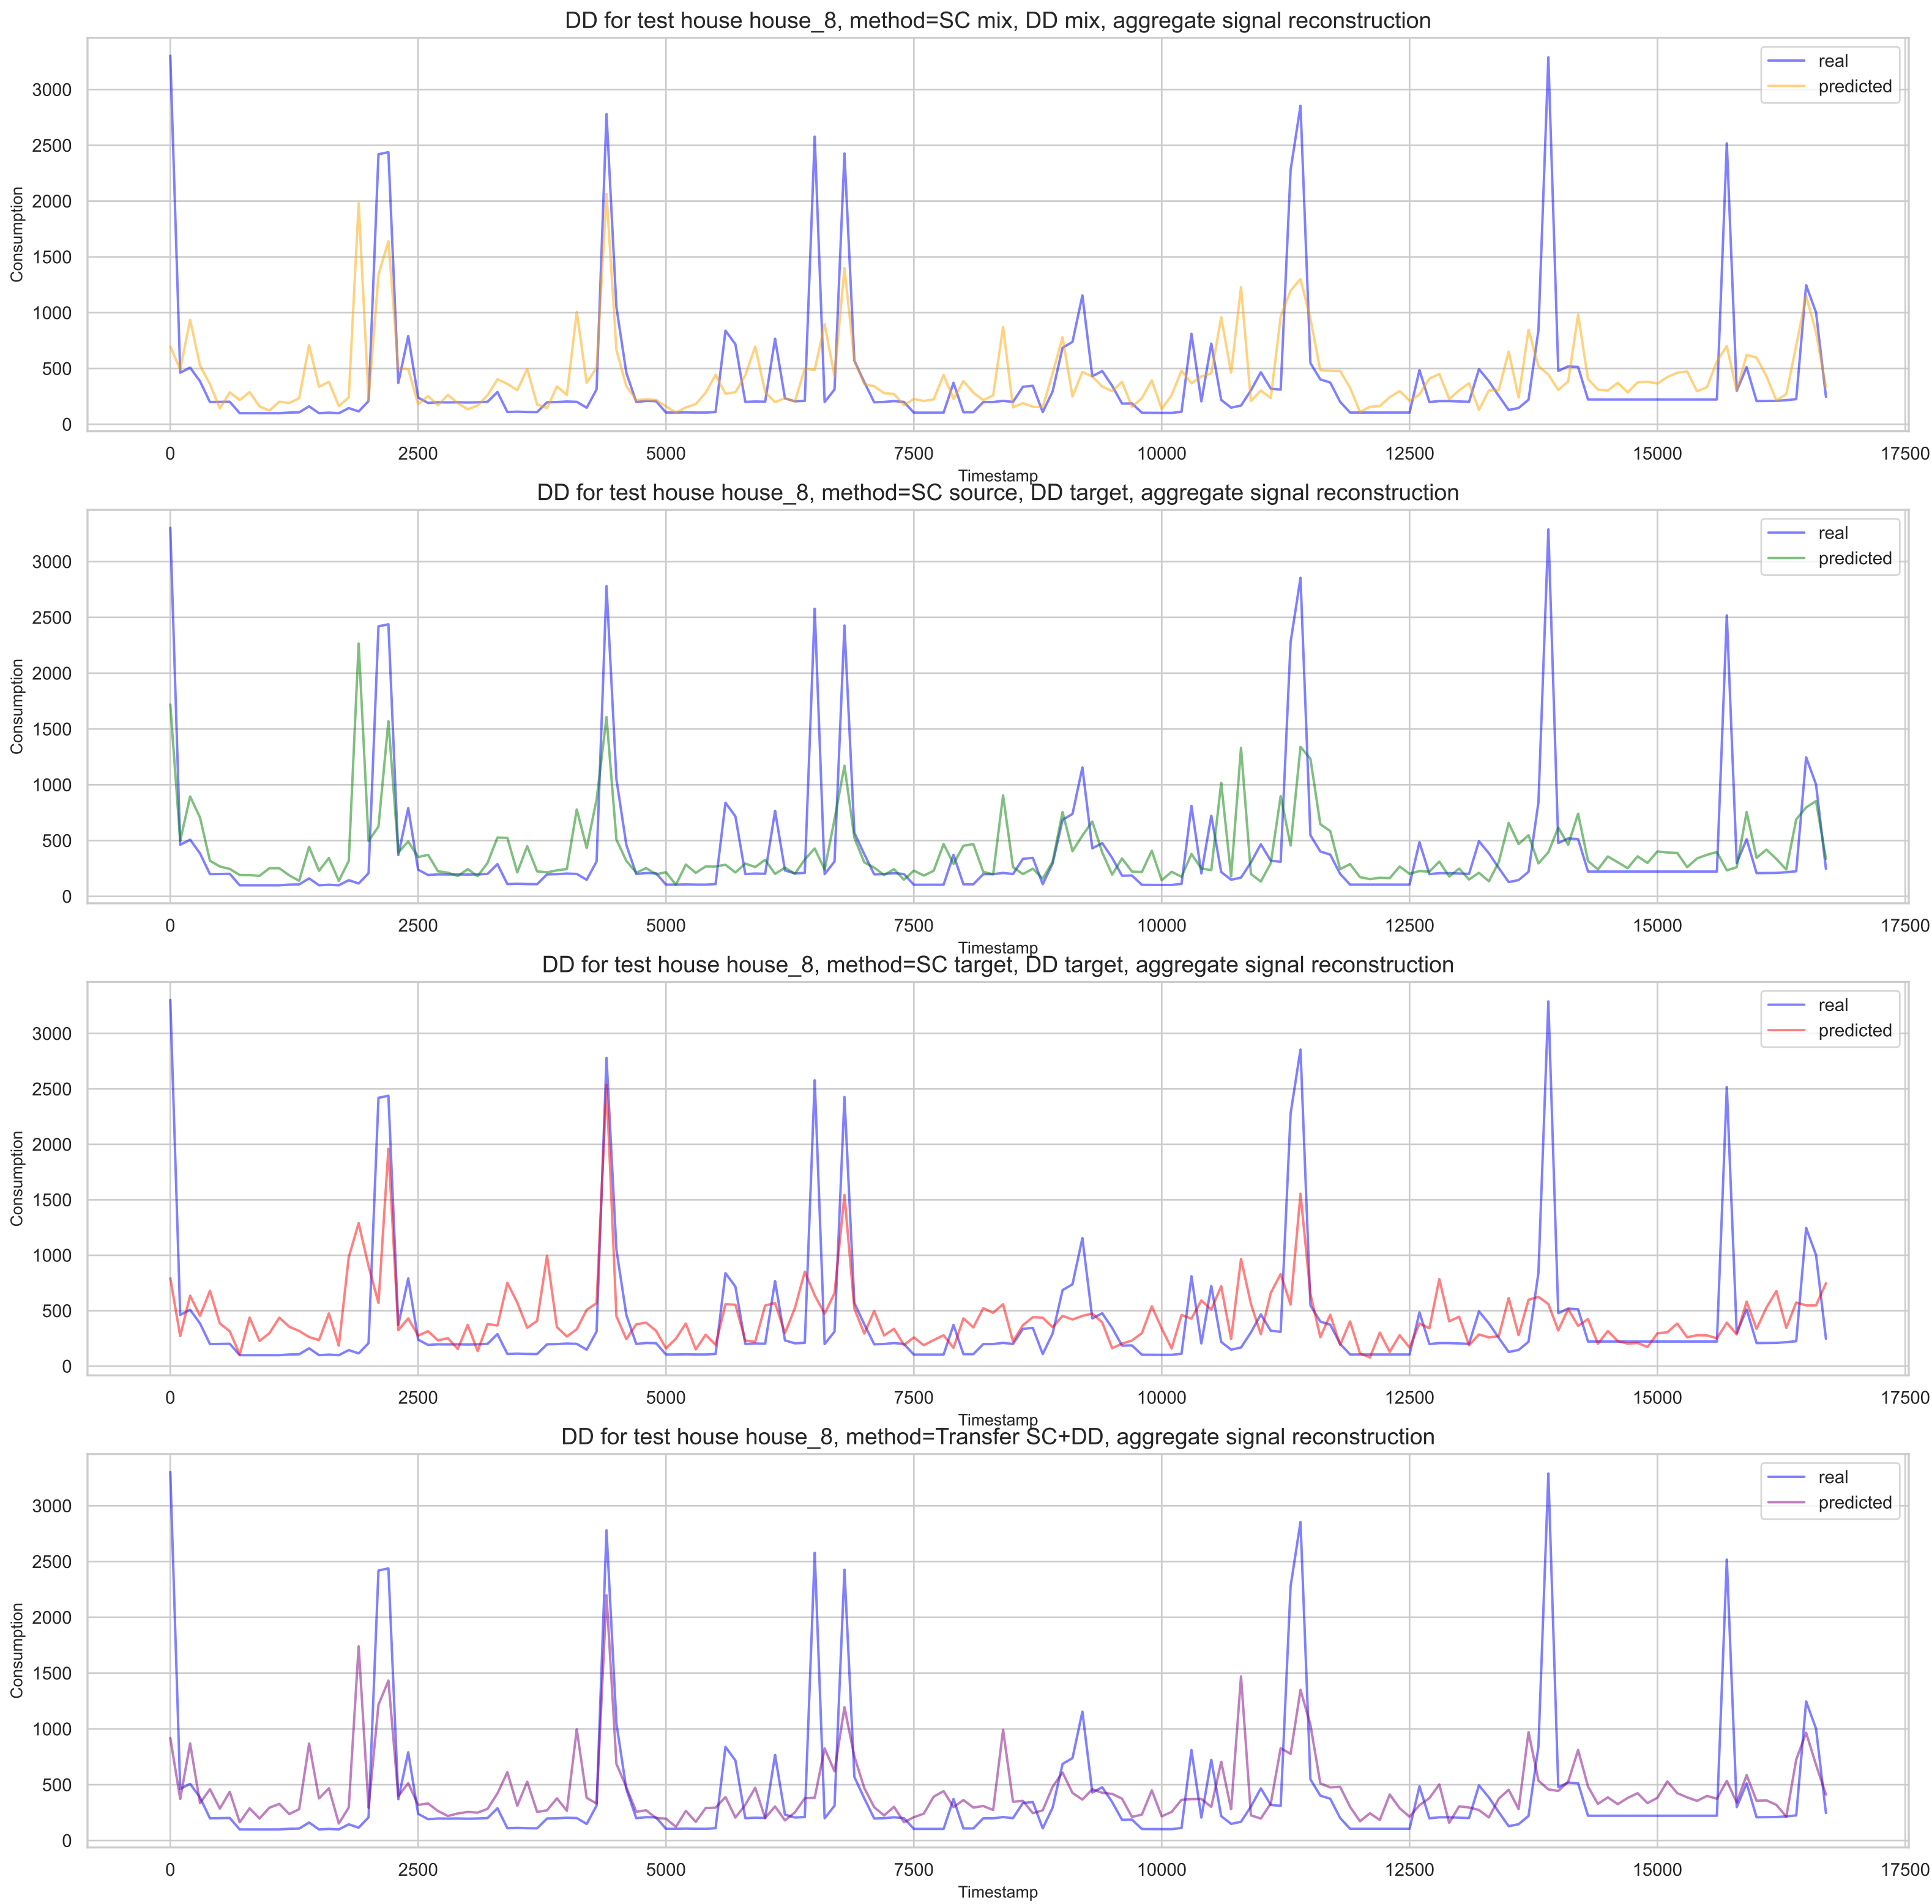 DD for test house house_8, method=SC mix, DD mix, aggregate signal reconstruction
real
predicted
3000
2500
2000
1500
1000
500
0
Consumption
0 2500 5000 7500 10000 12500 15000 17500
Timestamp
DD for test house house_8, method=SC source, DD target, aggregate signal reconstruction
real
predicted
3000
2500
2000
1500
1000
500
0
Consumption
0 2500 5000 7500 10000 12500 15000 17500
Timestamp
DD for test house house_8, method=SC target, DD target, aggregate signal reconstruction
real
predicted
3000
2500
2000
1500
1000
500
0
Consumption
0 2500 5000 7500 10000 12500 15000 17500
Timestamp
DD for test house house_8, method=Transfer SC+DD, aggregate signal reconstruction
real
predicted
3000
2500
2000
1500
1000
500
0
Consumption
0 2500 5000 7500 10000 12500 15000 17500
Timestamp